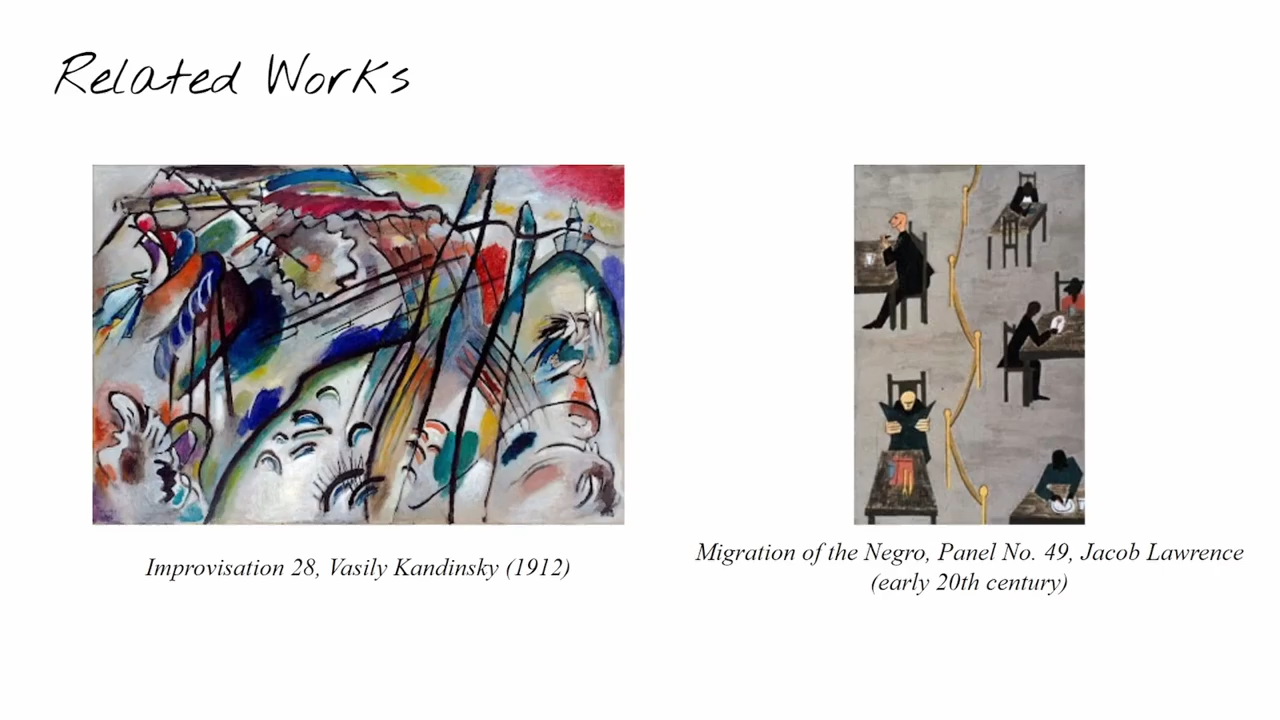 Related Works
Improvisation 28, Vasily Kandinsky (1912)
Migration of the Negro, Panel No. 49, Jacob Lawrence
(early 20th century)